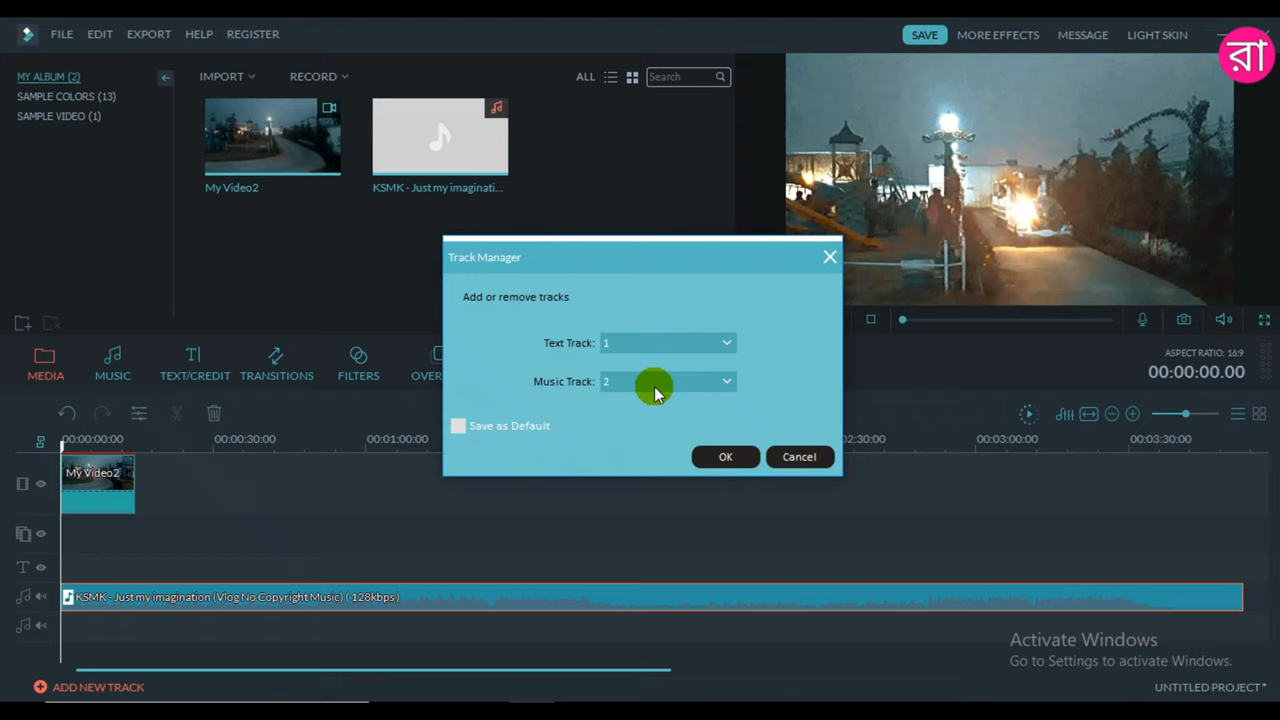 FILE EDIT EXPORT HELP REGISTER
SAVE MORE EFFECTS MESSAGE LIGHT SKIN
রা
MY ALBUM (2)
SAMPLE COLORS (13)
SAMPLE VIDEO (1)
IMPORT RECORD
ALL Search
My Video2
KSMK - Just my imaginati...
Track Manager
Add or remove tracks
Text Track: 1
Music Track: 2
Save as Default
OK Cancel
MEDIA MUSIC TEXT/CREDIT TRANSITIONS FILTERS OVER
ASPECT RATIO: 16:9
00:00:00.00
00:00:00:00 00:00:30:00 00:01:00:00 02:30:00 00:03:00:00 00:03:30:00
My Video2
T
KSMK - Just my imagination (Vlog No Copyright Music) ( 128kbps )
Activate Windows
Go to Settings to activate Windows.
ADD NEW TRACK
UNTITLED PROJECT *